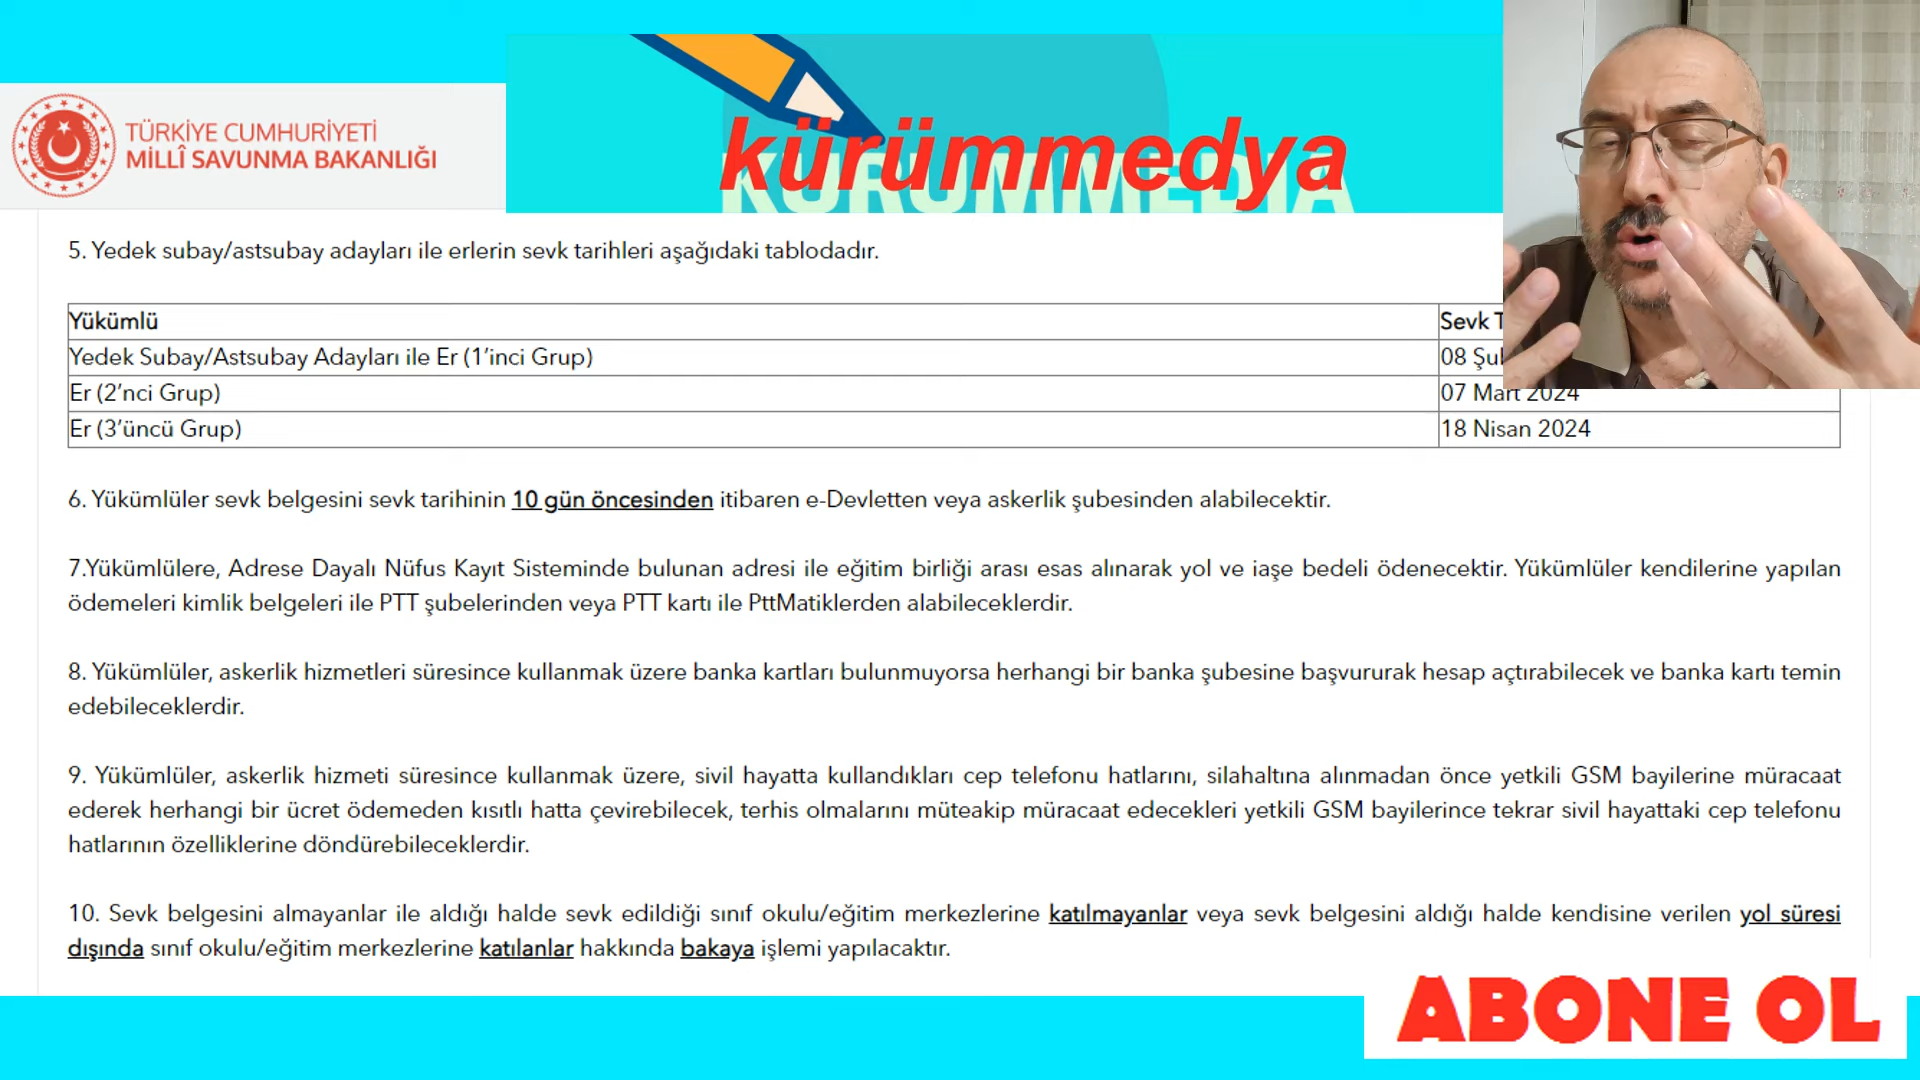 TÜRKİYE CUMHURİYETİ
MİLLÎ SAVUNMA BAKANLIĞI
kürümmedya
KURUMMEDIA
5. Yedek subay/astsubay adayları ile erlerin sevk tarihleri aşağıdaki tablodadır.
Yükümlü
Sevk T
Yedek Subay/Astsubay Adayları ile Er (1’inci Grup)
08 Şu
Er (2’nci Grup)
07 Mart 2024
Er (3’üncü Grup)
18 Nisan 2024
6. Yükümlüler sevk belgesini sevk tarihinin 10 gün öncesinden itibaren e-Devletten veya askerlik şubesinden alabilecektir.
7.Yükümlülere, Adrese Dayalı Nüfus Kayıt Sisteminde bulunan adresi ile eğitim birliği arası esas alınarak yol ve iaşe bedeli ödenecektir. Yükümlüler kendilerine yapılan
ödemeleri kimlik belgeleri ile PTT şubelerinden veya PTT kartı ile PttMatiklerden alabileceklerdir.
8. Yükümlüler, askerlik hizmetleri süresince kullanmak üzere banka kartları bulunmuyorsa herhangi bir banka şubesine başvururak hesap açtırabilecek ve banka kartı temin
edebileceklerdir.
9. Yükümlüler, askerlik hizmeti süresince kullanmak üzere, sivil hayatta kullandıkları cep telefonu hatlarını, silahaltına alınmadan önce yetkili GSM bayilerine müracaat
ederek herhangi bir ücret ödemeden kısıtlı hatta çevirebilecek, terhis olmalarını müteakip müracaat edecekleri yetkili GSM bayilerince tekrar sivil hayattaki cep telefonu
hatlarının özelliklerine döndürebileceklerdir.
10. Sevk belgesini almayanlar ile aldığı halde sevk edildiği sınıf okulu/eğitim merkezlerine katılmayanlar veya sevk belgesini aldığı halde kendisine verilen yol süresi
dışında sınıf okulu/eğitim merkezlerine katılanlar hakkında bakaya işlemi yapılacaktır.
ABONE OL